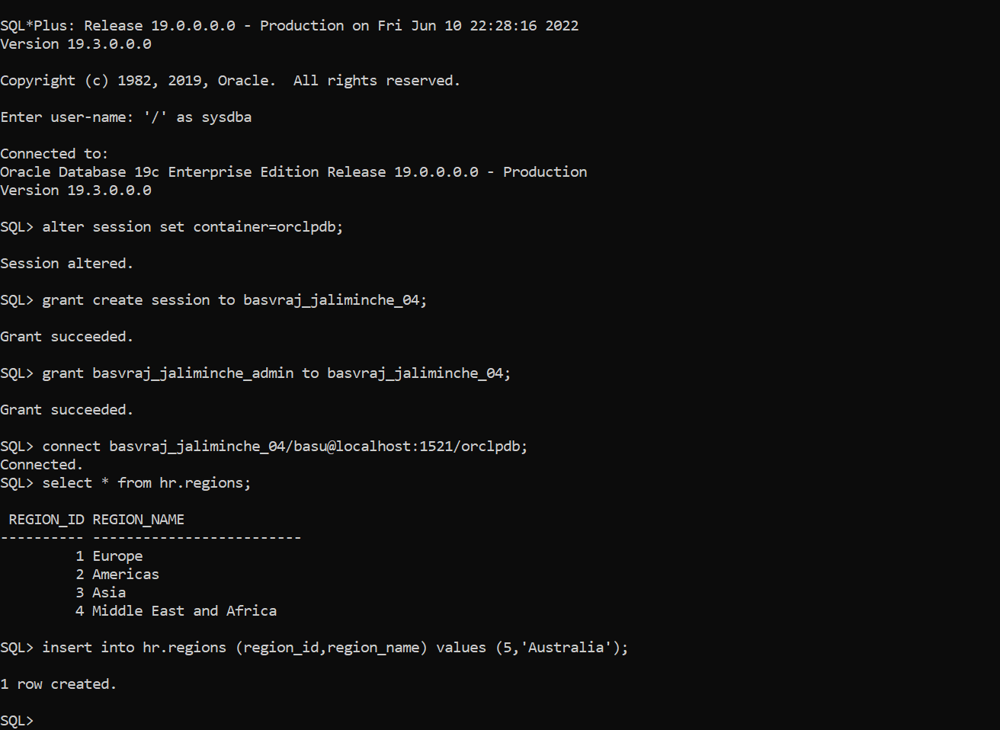 SQL*Plus: Release 19.0.0.0.0 - Production on Fri Jun 10 22:28:16 2022
Version 19.3.0.0.0
Copyright (c) 1982, 2019, Oracle.  All rights reserved.
Enter user-name: '/' as sysdba
Connected to:
Oracle Database 19c Enterprise Edition Release 19.0.0.0.0 - Production
Version 19.3.0.0.0
SQL> alter session set container=orclpdb;
Session altered.
SQL> grant create session to basvraj_jaliminche_04;
Grant succeeded.
SQL> grant basvraj_jaliminche_admin to basvraj_jaliminche_04;
Grant succeeded.
SQL> connect basvraj_jaliminche_04/basu@localhost:1521/orclpdb;
Connected.
SQL> select * from hr.regions;
 REGION_ID REGION_NAME
---------- -------------------------
         1 Europe
         2 Americas
         3 Asia
         4 Middle East and Africa
SQL> insert into hr.regions (region_id,region_name) values (5,'Australia');
1 row created.
SQL>